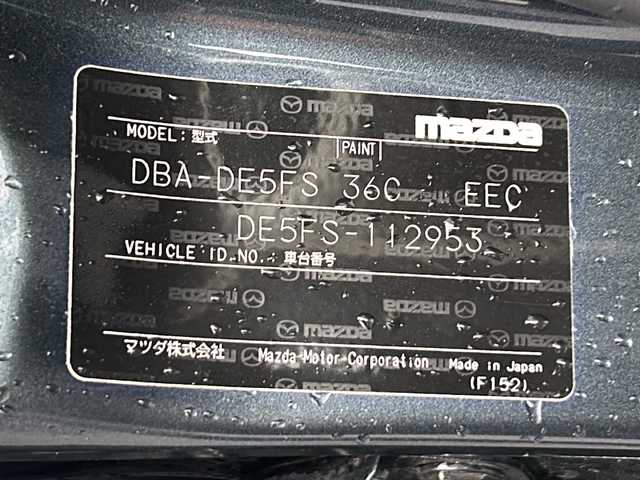 mazda
MODEL: 型式 PAINT
DBA-DE5FS 36C EEC
DE5FS-112953
VEHICLE ID.NO.: 車台番号
マツダ株式会社 Mazda Motor Corporation Made in Japan
(F152)